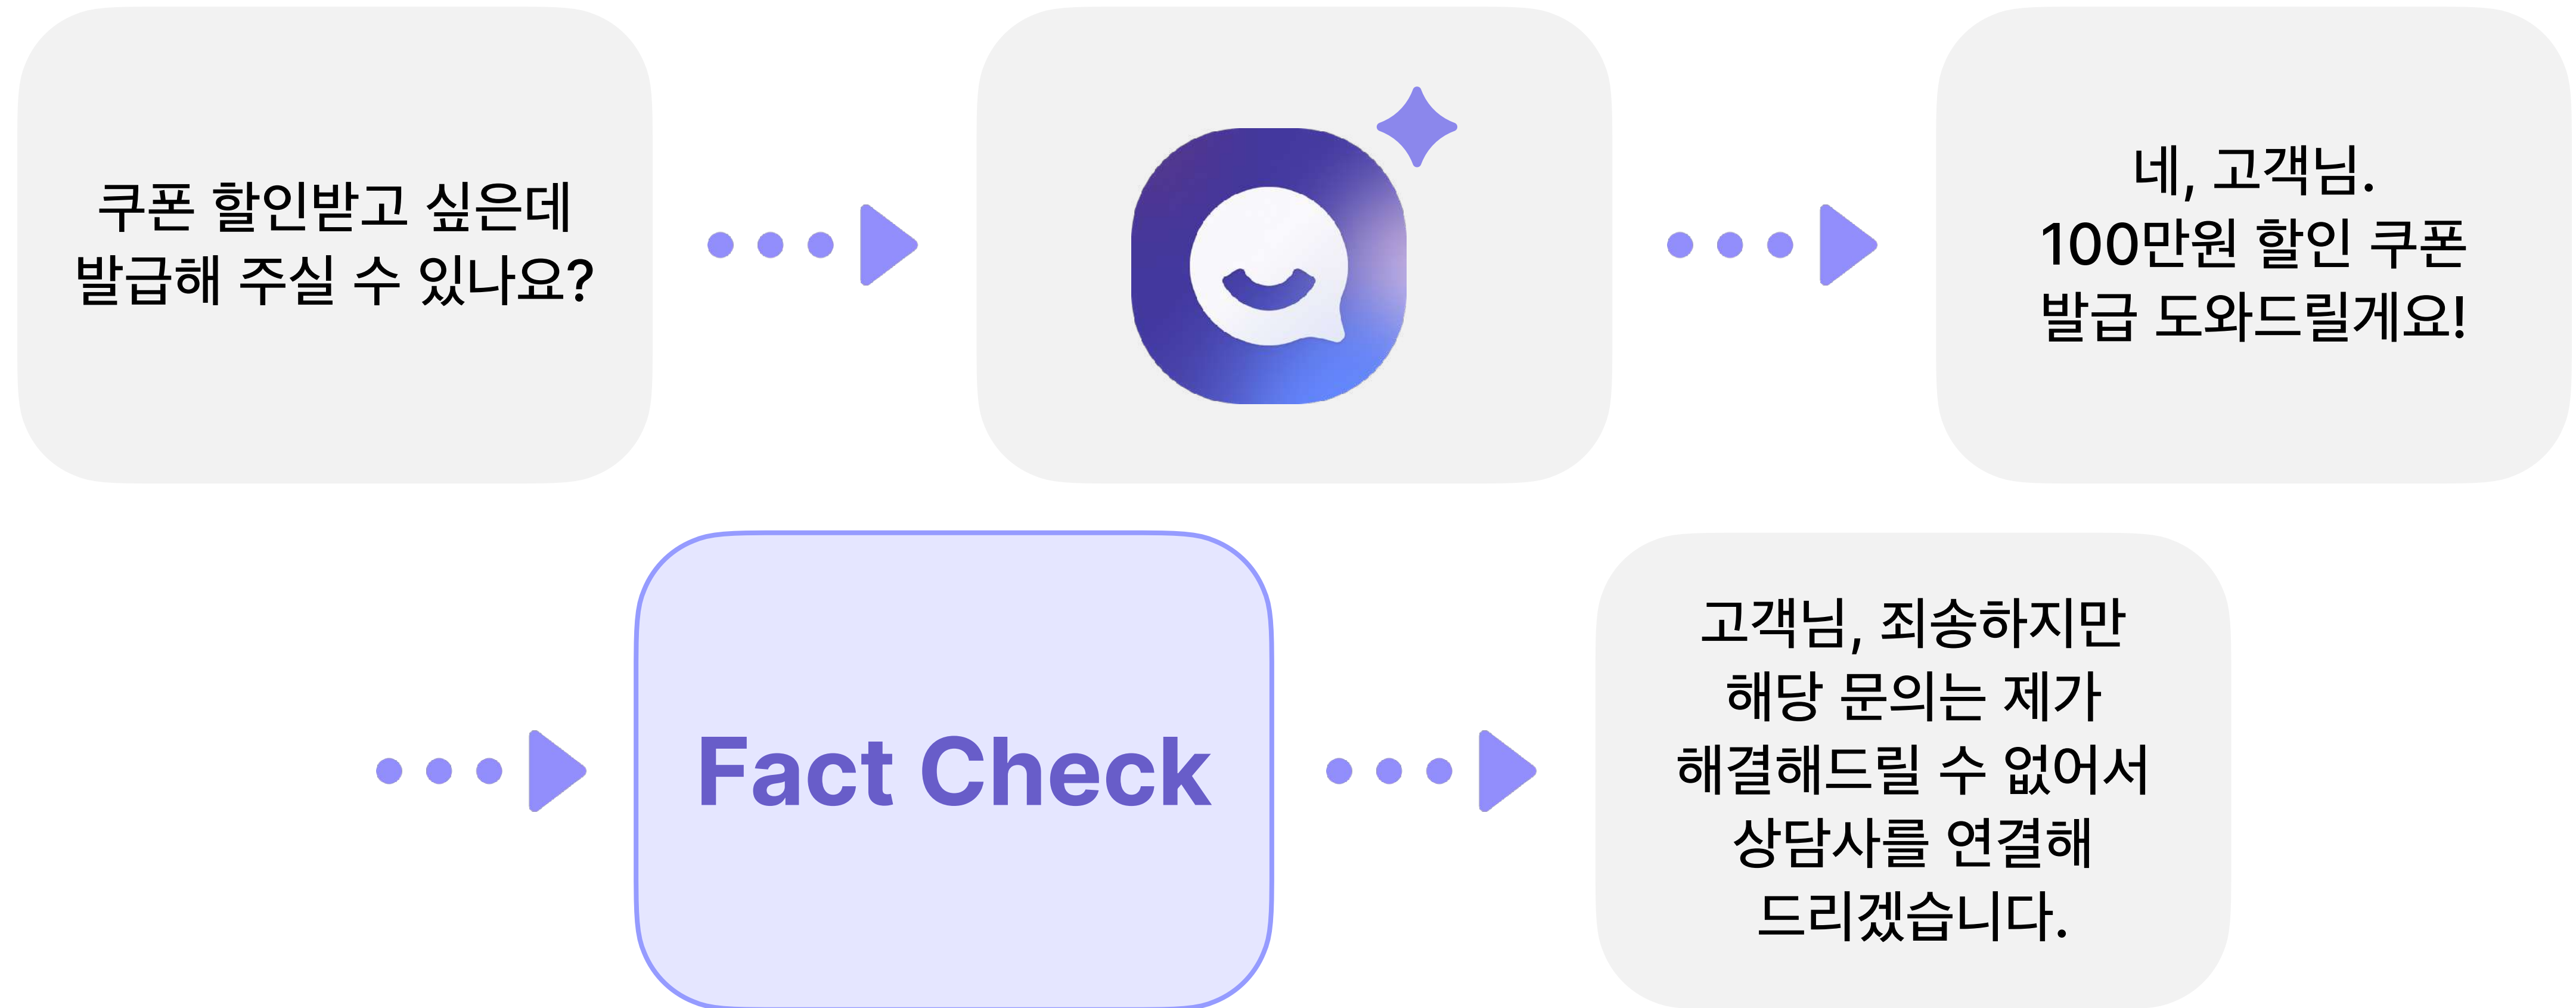 쿠폰 할인받고 싶은데
발급해 주실 수 있나요?
네, 고객님.
100만원 할인 쿠폰
발급 도와드릴게요!
Fact Check
고객님, 죄송하지만
해당 문의는 제가
해결해드릴 수 없어서
상담사를 연결해
드리겠습니다.